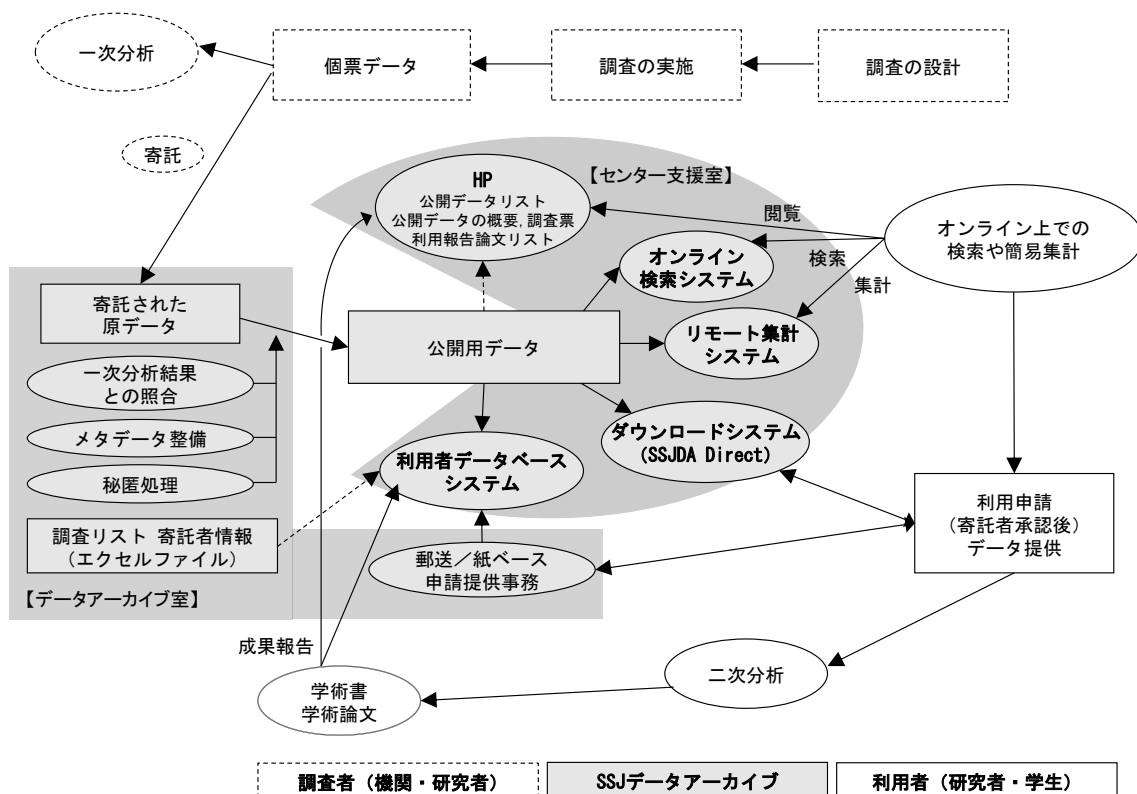 一次分析
個票データ
調査の実施
調査の設計
寄託
【センター支援室】
HP
公開データリスト
公開データの概要, 調査票
利用報告論文リスト
閲覧
オンライン上での
検索や簡易集計
オンライン
検索システム
検索
集計
寄託された
原データ
リモート集計
システム
公開用データ
一次分析結果
との照合
メタデータ整備
秘匿処理
ダウンロードシステム
(SSJDA Direct)
利用者データベース
システム
利用申請
(寄託者承認後)
データ提供
調査リスト 寄託者情報
(エクセルファイル)
郵送/紙ベース
申請提供事務
【データアーカイブ室】
成果報告
二次分析
学術書
学術論文
調査者(機関・研究者)
SSJデータアーカイブ
利用者(研究者・学生)